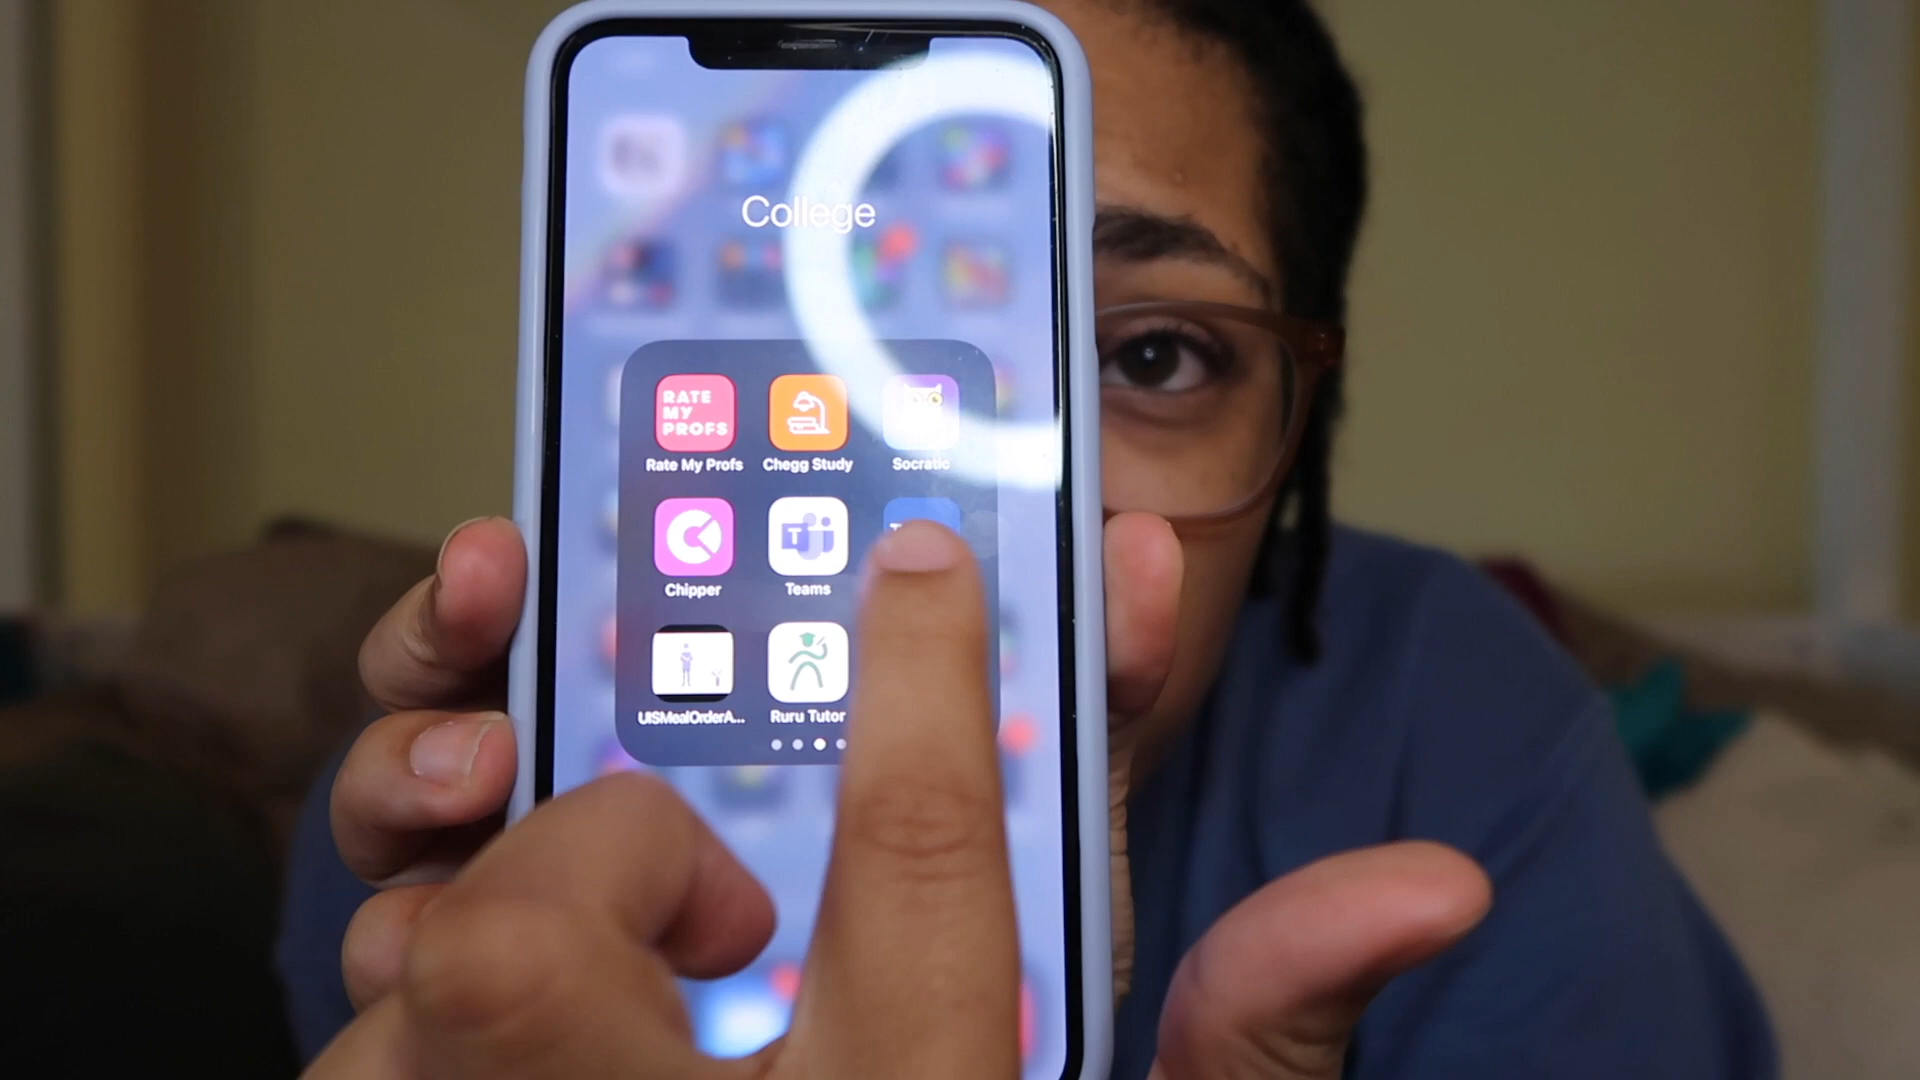 College
RATE
MY
PROFS
Rate My Profs
Chegg Study
Socratic
Chipper
T
Teams
UISMealOrderA...
Ruru Tutor